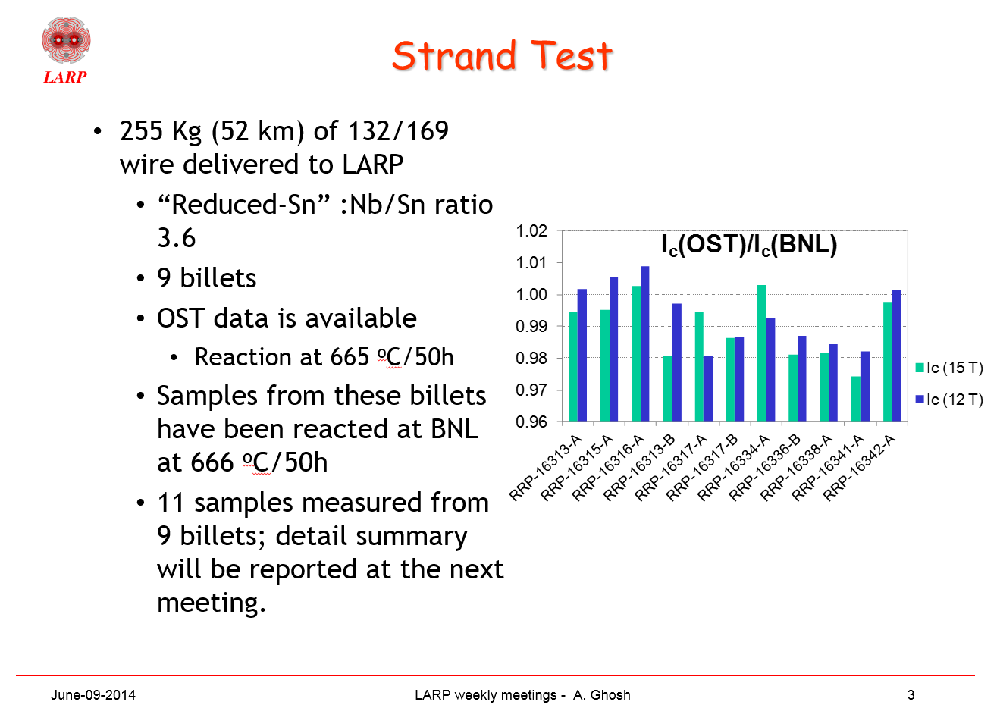 LARP
Strand Test
• 255 Kg (52 km) of 132/169
wire delivered to LARP
• “Reduced-Sn” :Nb/Sn ratio
3.6
• 9 billets
• OST data is available
• Reaction at 665 ºC/50h
• Samples from these billets
have been reacted at BNL
at 666 ºC/50h
• 11 samples measured from
9 billets; detail summary
will be reported at the next
meeting.
Ic(OST)/Ic(BNL)
1.02
1.01
1.00
0.99
0.98
0.97
0.96
RRP-16313-A
RRP-16315-A
RRP-16316-A
RRP-16313-B
RRP-16317-A
RRP-16317-B
RRP-16334-A
RRP-16336-B
RRP-16338-A
RRP-16341-A
RRP-16342-A
Ic (15 T)
Ic (12 T)
June-09-2014
LARP weekly meetings - A. Ghosh
3